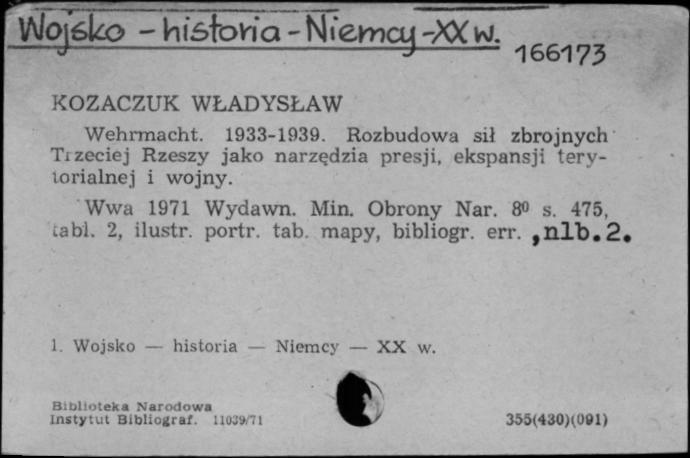 Wojsko - historia - Niemcy - XX w.
166173
KOZACZUK WŁADYSŁAW
Wehrmacht. 1933-1939. Rozbudowa sił zbrojnych
Trzeciej Rzeszy jako narzędzia presji, ekspansji tery-
torialnej i wojny.
Wwa 1971 Wydawn. Min. Obrony Nar. 8⁰ s. 475,
tabl. 2, ilustr. portr. tab. mapy, bibliogr. err. , nlb. 2.
1. Wojsko — historia — Niemcy — XX w.
Biblioteka Narodowa
Instytut Bibliograf. 11039/71
355(430)(091)